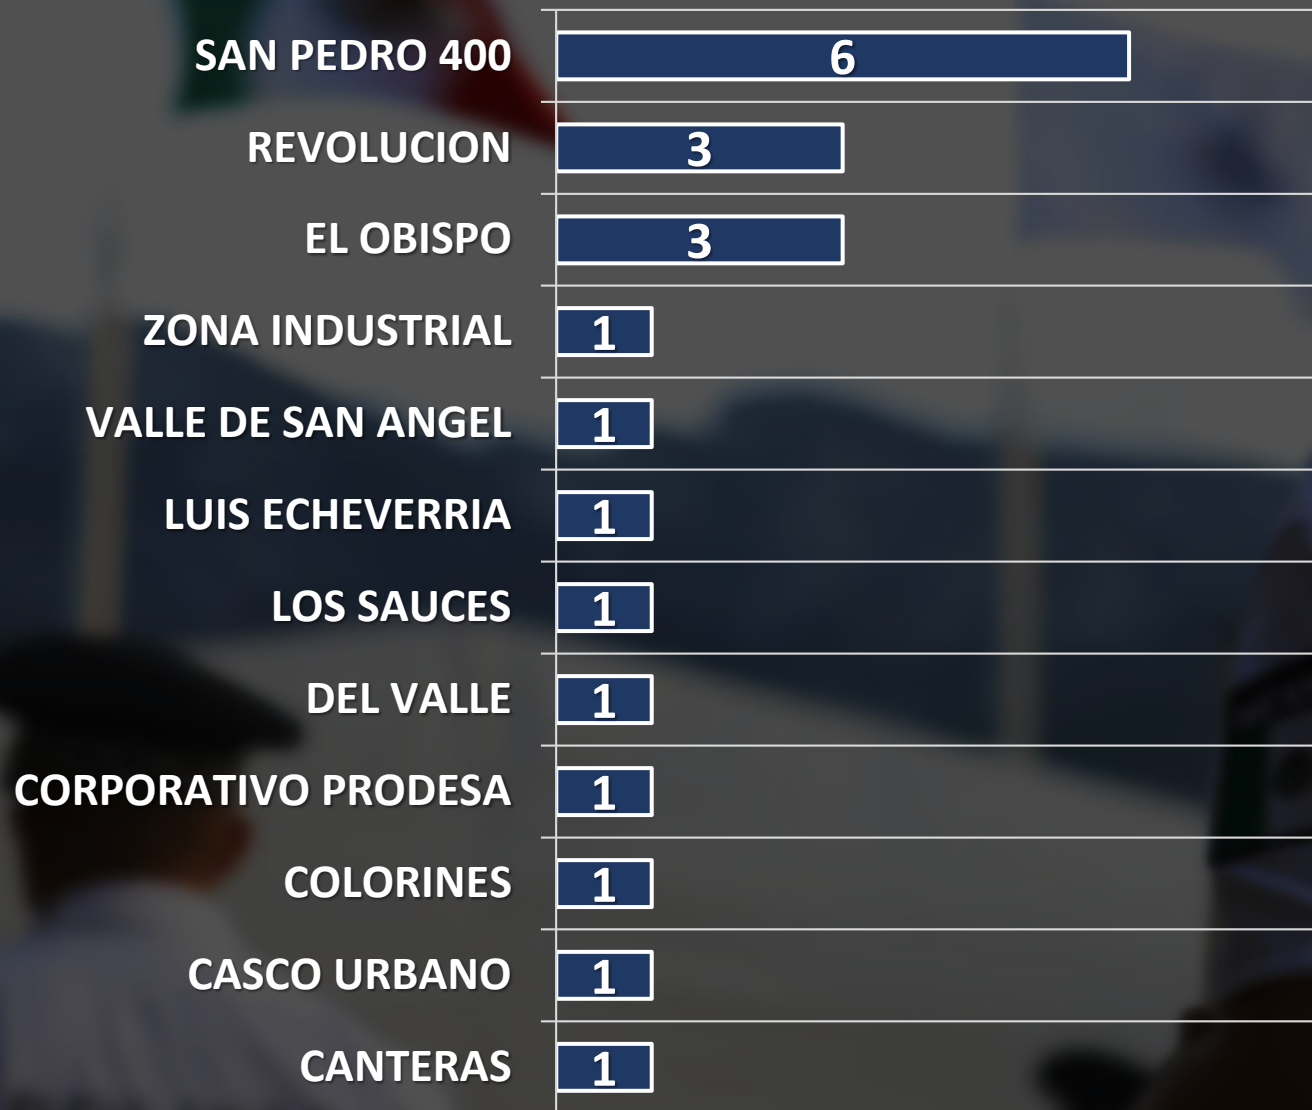 SAN PEDRO 400 6
REVOLUCION 3
EL OBISPO 3
ZONA INDUSTRIAL 1
VALLE DE SAN ANGEL 1
LUIS ECHEVERRIA 1
LOS SAUCES 1
DEL VALLE 1
CORPORATIVO PRODESA 1
COLORINES 1
CASCO URBANO 1
CANTERAS 1